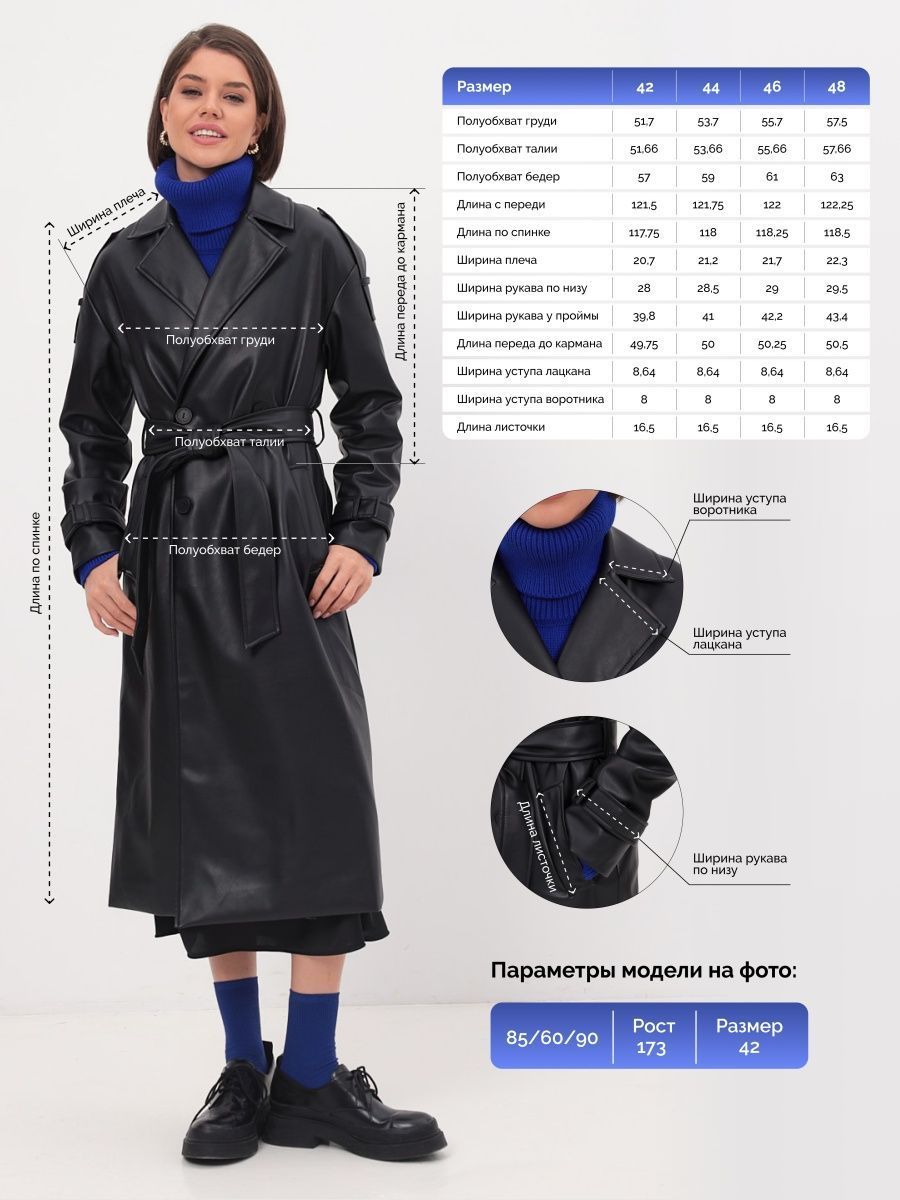 Размер 42 44 46 48
Полуобхват груди 51,7 53,7 55,7 57,5
Полуобхват талии 51,66 53,66 55,66 57,66
Полуобхват бедер 57 59 61 63
Длина с переди 121,5 121,75 122 122,25
Длина по спинке 117,75 118 118,25 118,5
Ширина плеча 20,7 21,2 21,7 22,3
Ширина рукава по низу 28 28,5 29 29,5
Ширина рукава у проймы 39,8 41 42,2 43,4
Длина переда до кармана 49,75 50 50,25 50,5
Ширина уступа лацкана 8,64 8,64 8,64 8,64
Ширина уступа воротника 8 8 8 8
Длина листочки 16,5 16,5 16,5 16,5
Ширина плеча
Длина переда до кармана
Полуобхват груди
Полуобхват талии
Полуобхват бедер
Длина по спинке
Ширина уступа
воротника
Ширина уступа
лацкана
Длина листочки
Ширина рукава
по низу
Параметры модели на фото:
85/60/90
Рост
173
Размер
42